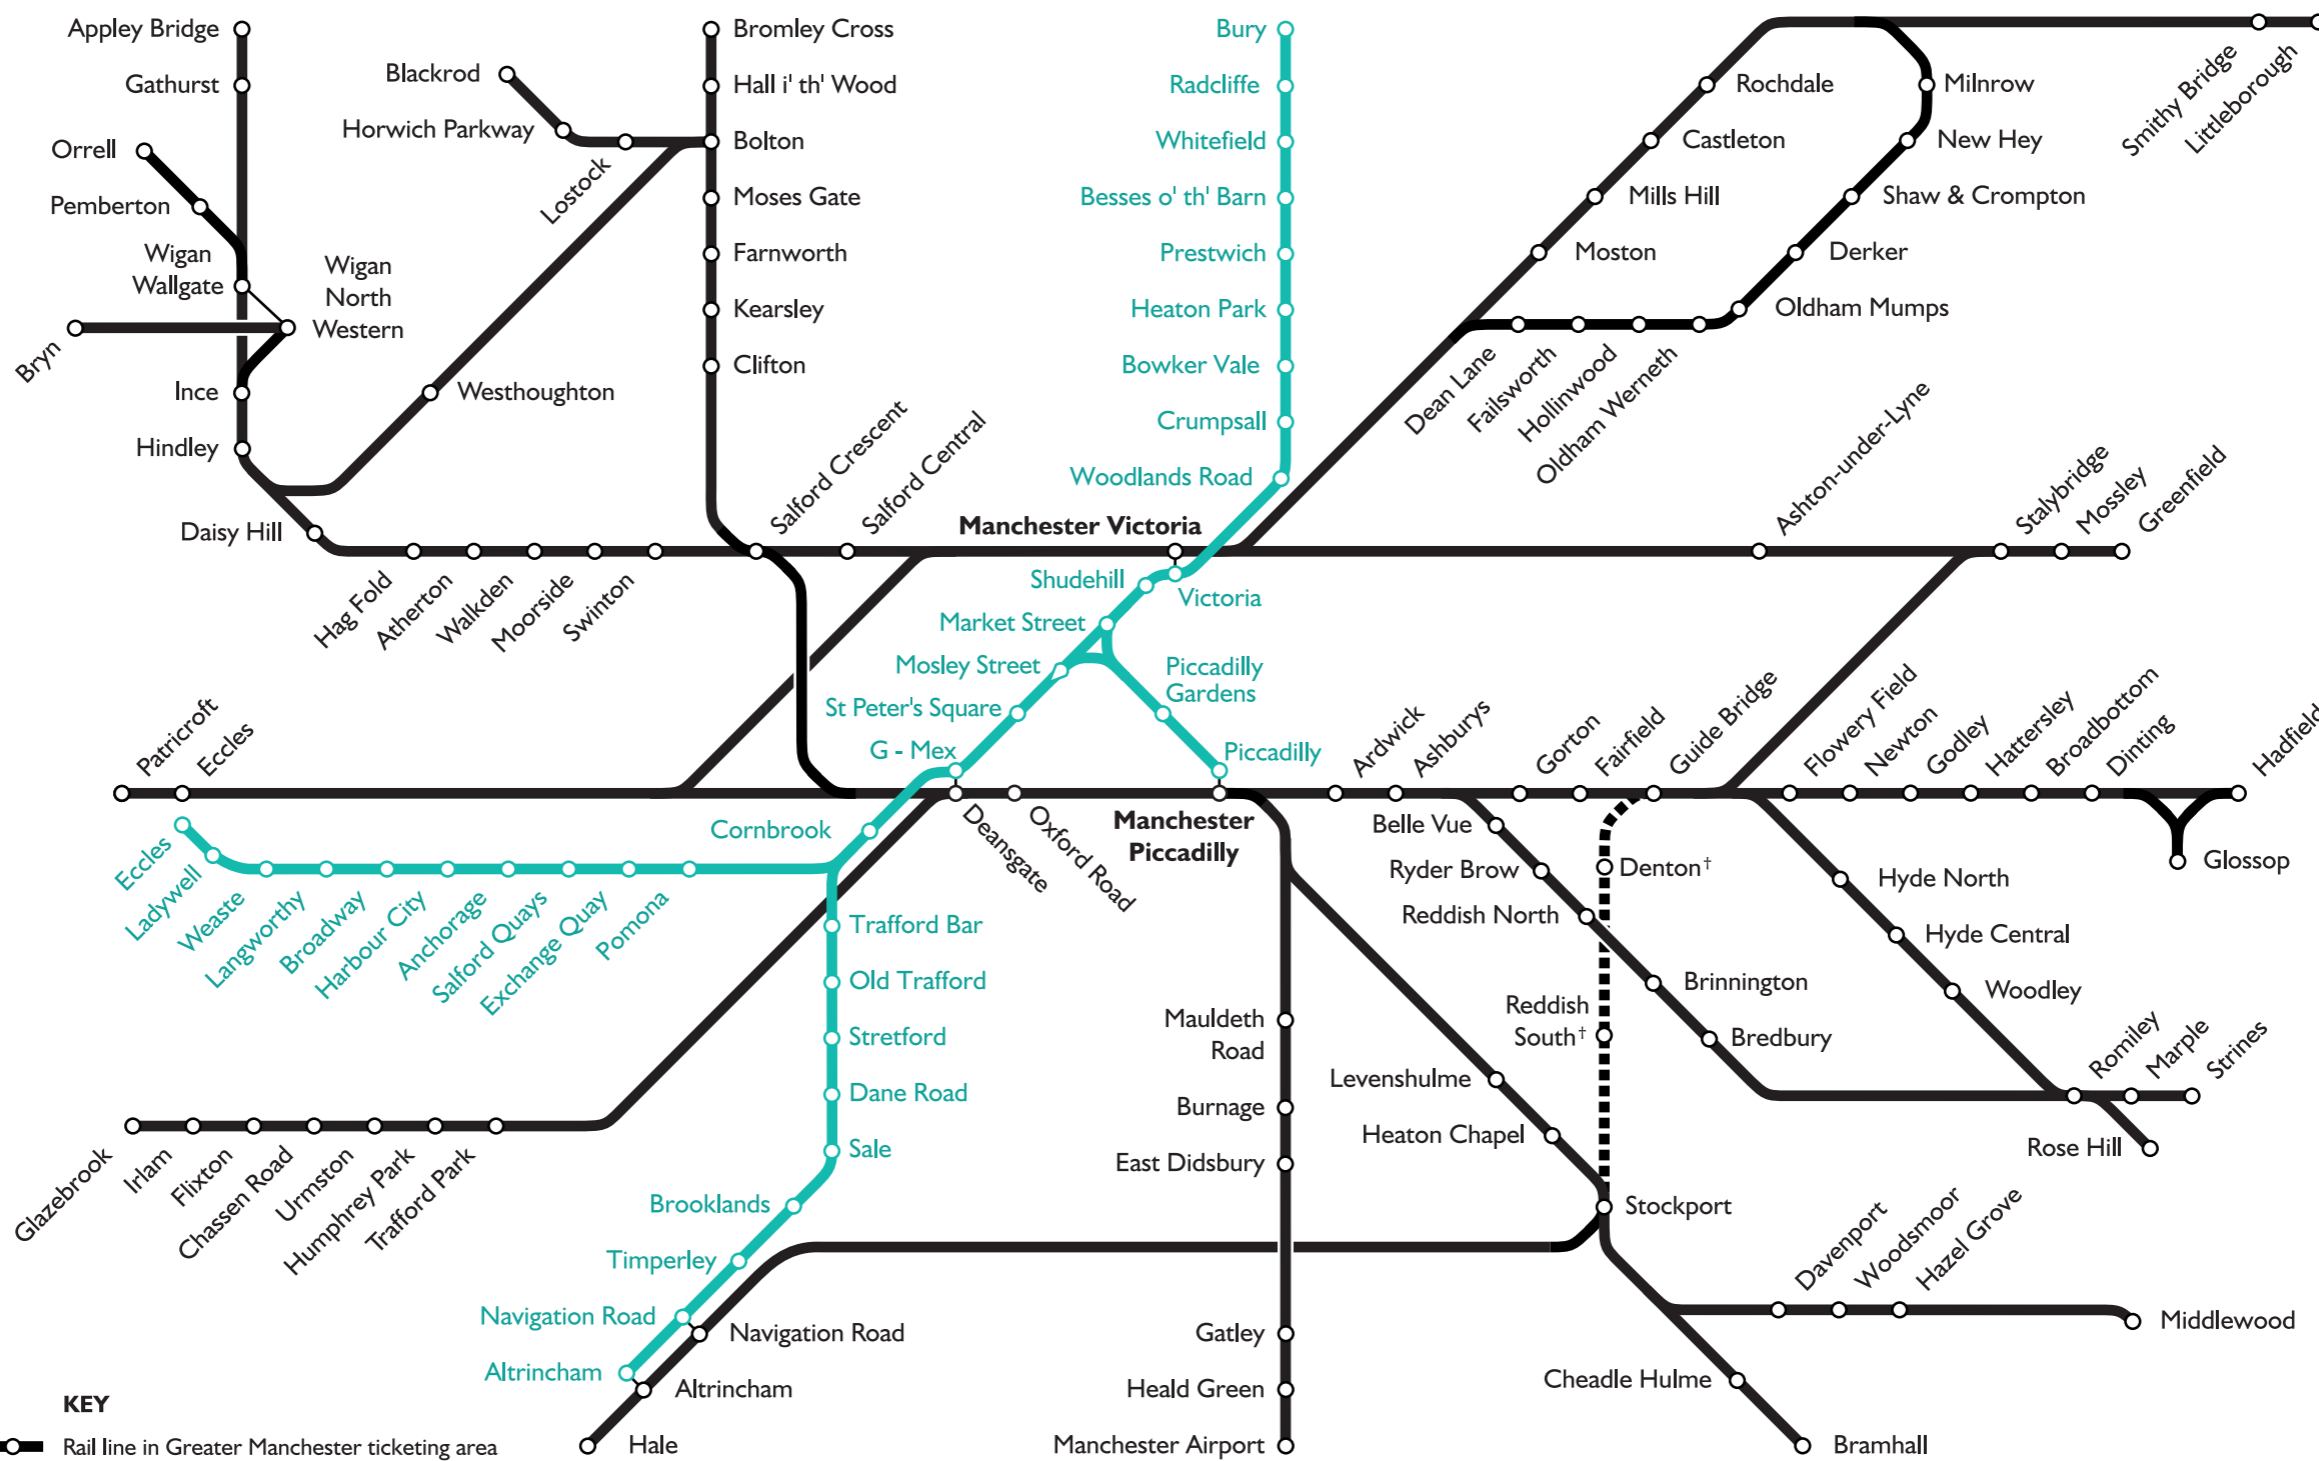 Appley Bridge
Gathurst
Orrell
Pemberton
Wigan
Wallgate
Wigan
North
Western
Bryn
Ince
Hindley
Daisy Hill
Blackrod
Horwich Parkway
Lostock
Westhoughton
Bromley Cross
Hall i' th' Wood
Bolton
Moses Gate
Farnworth
Kearsley
Clifton
Hag Fold
Atherton
Walkden
Moorside
Swinton
Salford Crescent
Salford Central
Bury
Radcliffe
Whitefield
Besses o' th' Barn
Prestwich
Heaton Park
Bowker Vale
Crumpsall
Woodlands Road
Manchester Victoria
Shudehill
Victoria
Market Street
Mosley Street
Piccadilly
Gardens
St Peter's Square
G - Mex
Piccadilly
Rochdale
Castleton
Mills Hill
Moston
Smithy Bridge
Littleborough
Milnrow
New Hey
Shaw & Crompton
Derker
Oldham Mumps
Dean Lane
Failsworth
Hollinwood
Oldham Werneth
Ashton-under-Lyne
Stalybridge
Mossley
Greenfield
Patricroft
Eccles
Cornbrook
Deansgate
Oxford Road
Manchester
Piccadilly
Ardwick
Ashburys
Gorton
Fairfield
Guide Bridge
Flowery Field
Newton
Godley
Hattersley
Broadbottom
Dinting
Hadfield
Glossop
Eccles
Ladywell
Weaste
Langworthy
Broadway
Harbour City
Anchorage
Salford Quays
Exchange Quay
Pomona
Trafford Bar
Old Trafford
Stretford
Dane Road
Sale
Brooklands
Timperley
Navigation Road
Altrincham
Navigation Road
Altrincham
Hale
Glazebrook
Irlam
Flixton
Chassen Road
Urmston
Humphrey Park
Trafford Park
Belle Vue
Ryder Brow
Reddish North
Brinnington
Bredbury
Denton†
Reddish
South†
Hyde North
Hyde Central
Woodley
Romiley
Marple
Strines
Rose Hill
Mauldeth
Road
Burnage
East Didsbury
Gatley
Heald Green
Manchester Airport
Levenshulme
Heaton Chapel
Stockport
Davenport
Woodsmoor
Hazel Grove
Middlewood
Cheadle Hulme
Bramhall
KEY
Rail line in Greater Manchester ticketing area